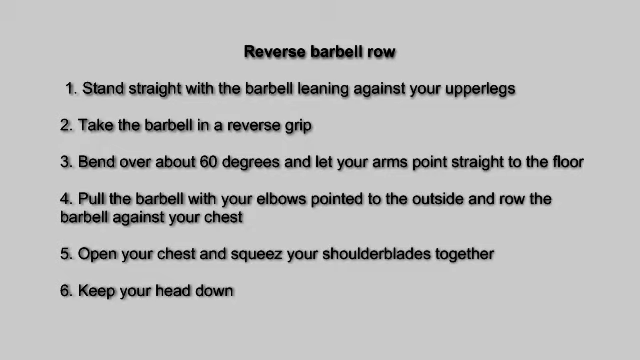 Reverse barbell row
1. Stand straight with the barbell leaning against your upperlegs
2. Take the barbell in a reverse grip
3. Bend over about 60 degrees and let your arms point straight to the floor
4. Pull the barbell with your elbows pointed to the outside and row the
barbell against your chest
5. Open your chest and squeez your shoulderblades together
6. Keep your head down